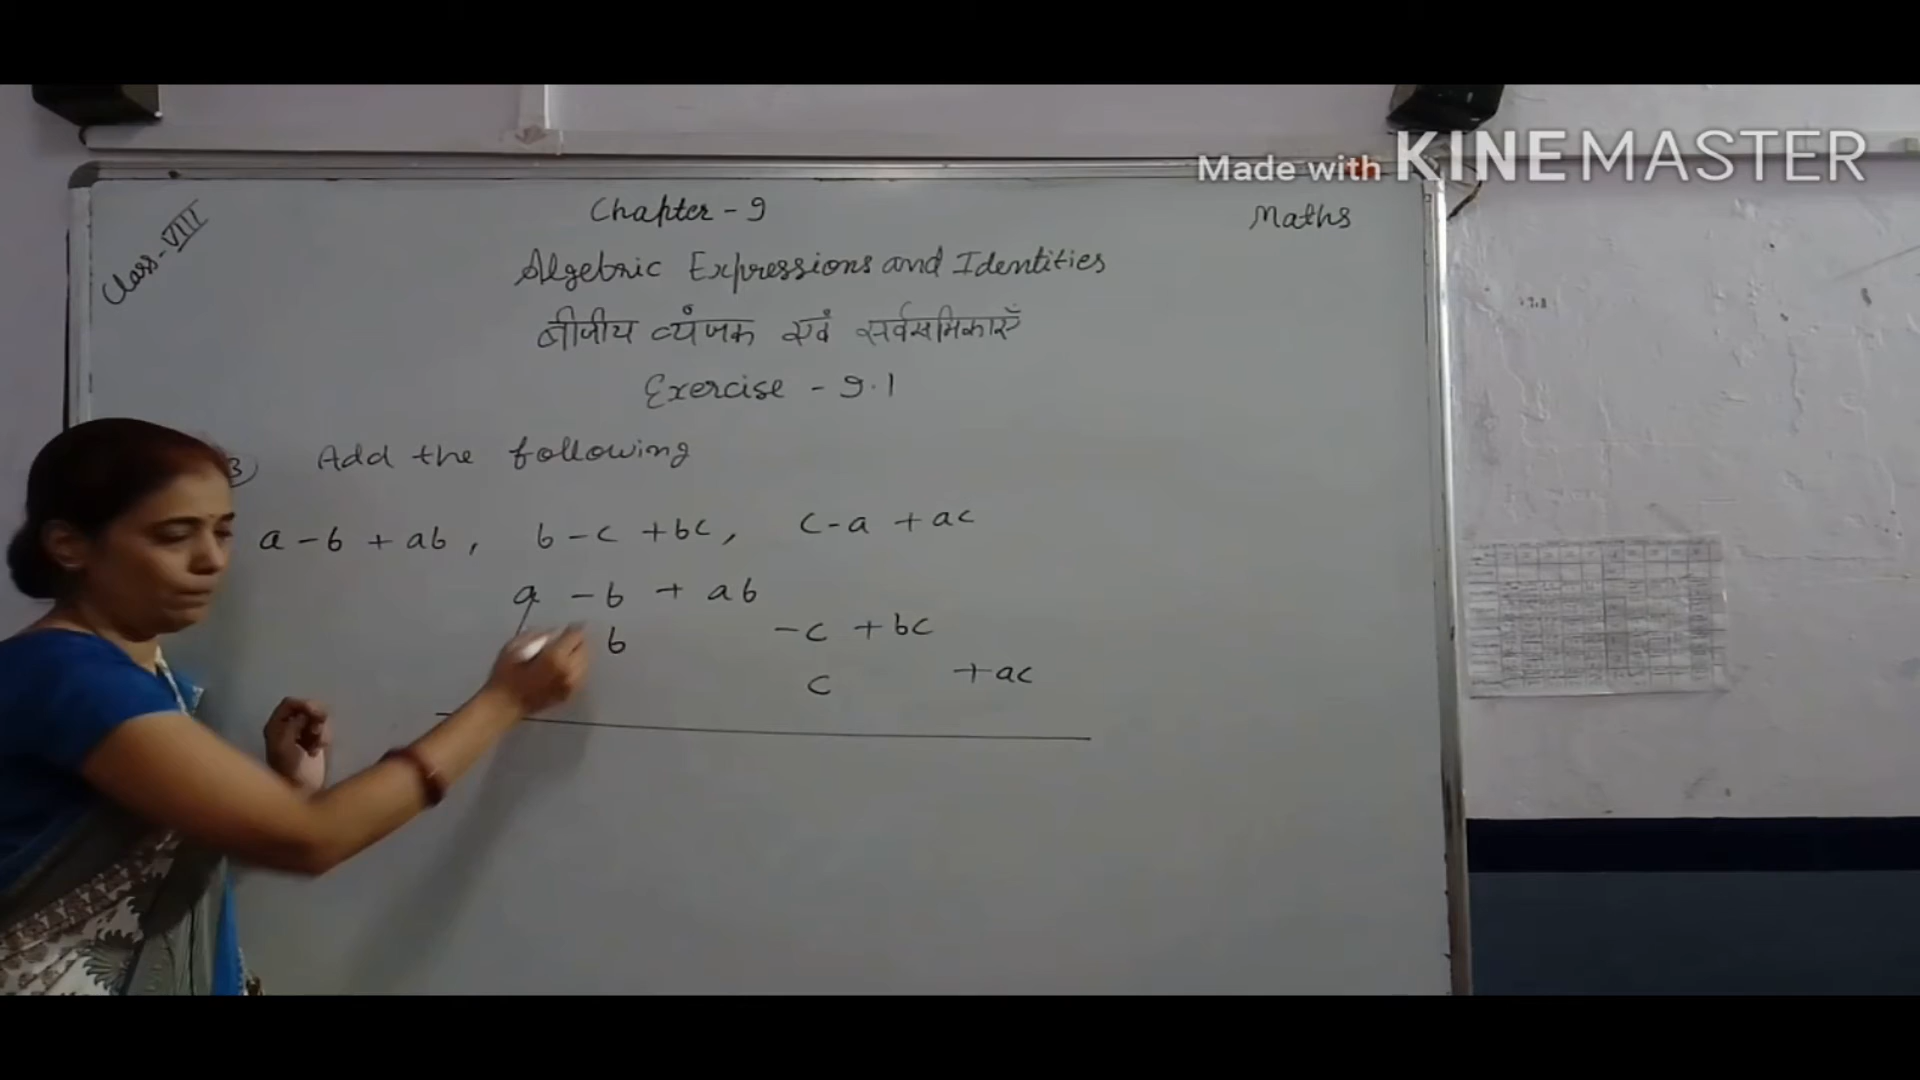 Made with KINEMASTER
Class-VIII
Chapter - 9
Maths
Algebric Expressions and Identities
बीजीय व्यंजक एवं सर्वसमिकाएँ
Exercise - 9.1
3) Add the following
a - b + ab, b - c + bc, c - a + ac
a - b + ab
b - c + bc
c + ac